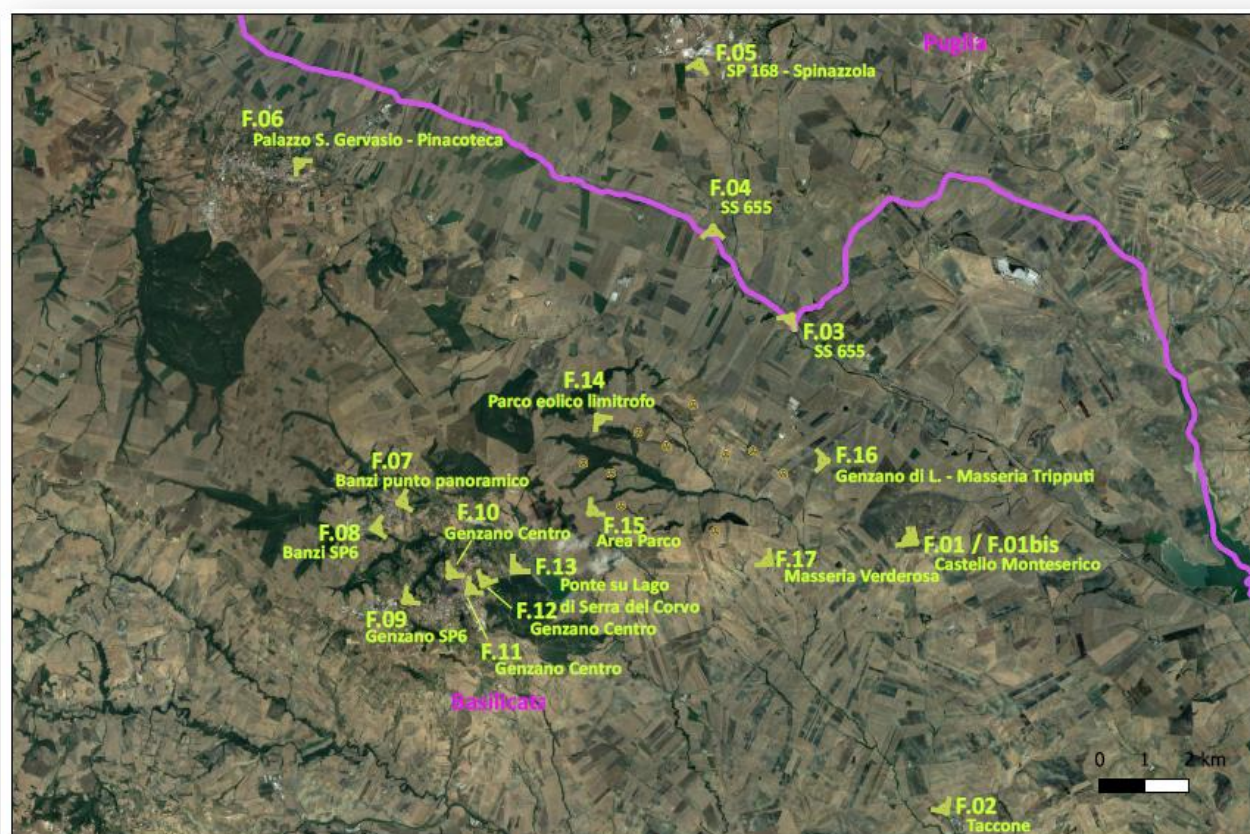 Puglia
F.05
SP 168 - Spinazzola
F.06
Palazzo S. Gervasio - Pinacoteca
F.04
SS 655
F.03
SS 655
F.14
Parco eolico limitrofo
F.07
Banzi punto panoramico
F.16
Genzano di L. - Masseria Tripputi
F.10
Genzano Centro
F.08
Banzi SP6
F.15
Area Parco
F.01 / F.01bis
Castello Monteserico
F.13
Ponte su Lago
di Serra del Corvo
F.17
Masseria Verderosa
F.12
Genzano Centro
F.09
Genzano SP6
F.11
Genzano Centro
Basilicata
0 1 2 km
F.02
Taccone